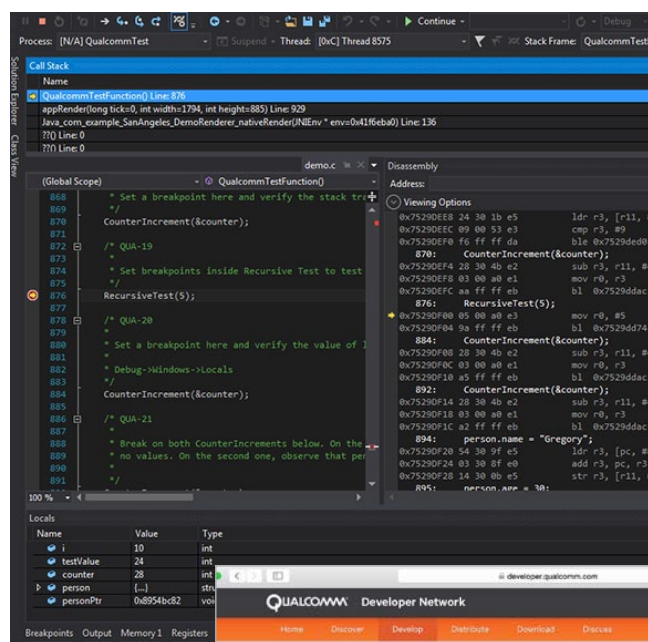 Continue
Debug
Process: [N/A] QualcommTest
Suspend
Thread: [0xC] Thread 8575
Stack Frame: QualcommTest
Solution Explorer
Class View
Call Stack
Name
QualcommTestFunction() Line: 876
appRender(long tick=0, int width=1794, int height=885) Line: 929
Java_com_example_SanAngeles_DemoRenderer_nativeRender(JNIEnv * env=0x41f6eba0) Line: 136
??() Line: 0
??() Line: 0
demo.c
(Global Scope)
QualcommTestFunction()
868 * Set a breakpoint here and verify the stack tra
869 */
870 CounterIncrement(&counter);
871
872 /* QUA-19
873 *
874 * Set breakpoints inside Recursive Test to test
875 */
876 RecursiveTest(5);
877
878 /* QUA-20
879 *
880 * Set a breakpoint here and verify the value of l
881 *
882 * Debug->Windows->Locals
883 */
884 CounterIncrement(&counter);
885
886 /* QUA-21
887 *
888 * Break on both CounterIncrements below. On the
889 * no values. On the second one, observe that per
890 *
891 */
100 %
Disassembly
Address:
Viewing Options
0x7529DEE8 24 30 1b e5 ldr r3, [r11,
0x7529DEEC 09 00 53 e3 cmp r3, #9
0x7529DEF0 f6 ff ff da ble 0x7529ded0
870: CounterIncrement(&counter);
0x7529DEF4 28 30 4b e2 sub r3, r11, #
0x7529DEF8 03 00 a0 e1 mov r0, r3
0x7529DEFC aa ff ff eb bl 0x7529ddac
876: RecursiveTest(5);
0x7529DF00 05 00 a0 e3 mov r0, #5
0x7529DF04 9a ff ff eb bl 0x7529dd74
884: CounterIncrement(&counter);
0x7529DF08 28 30 4b e2 sub r3, r11, #
0x7529DF0C 03 00 a0 e1 mov r0, r3
0x7529DF10 a5 ff ff eb bl 0x7529ddac
892: CounterIncrement(&counter);
0x7529DF14 28 30 4b e2 sub r3, r11, #
0x7529DF18 03 00 a0 e1 mov r0, r3
0x7529DF1C a2 ff ff eb bl 0x7529ddac
894: person.name = "Gregory";
0x7529DF20 54 30 9f e5 ldr r3, [pc, #
0x7529DF24 03 30 8f e0 add r3, pc, r3
0x7529DF28 14 30 0b e5 str r3, [r11,
895: person.age = 30;
Locals
Name Value Type
i 10 int
testValue 24 int
counter 28 int
person {...} stru
personPtr 0x8954bc82 voi
Breakpoints Output Memory 1 Registers
developer.qualcomm.com
QUALCOMM Developer Network
Home Discover Develop Distribute Download Discuss